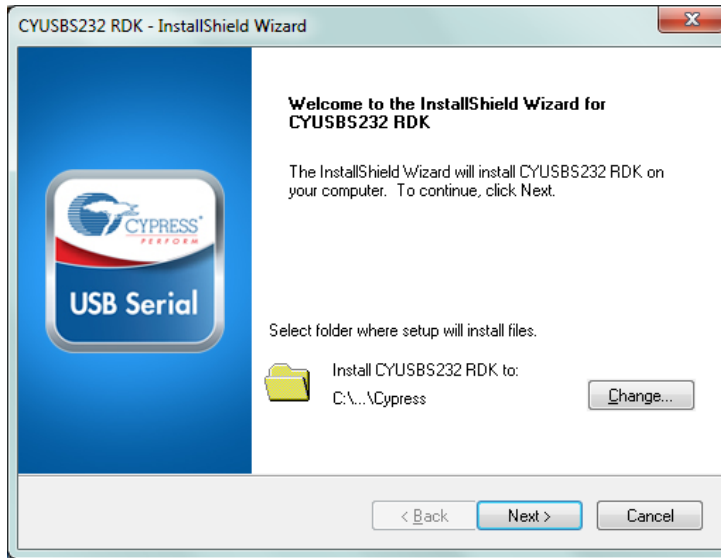 CYUSBS232 RDK - InstallShield Wizard
x
Welcome to the InstallShield Wizard for
CYUSBS232 RDK
The InstallShield Wizard will install CYUSBS232 RDK on
your computer. To continue, click Next.
CYPRESS
PERFORM
USB Serial
Select folder where setup will install files.
Install CYUSBS232 RDK to:
C:\...\Cypress
Change...
< Back
Next >
Cancel